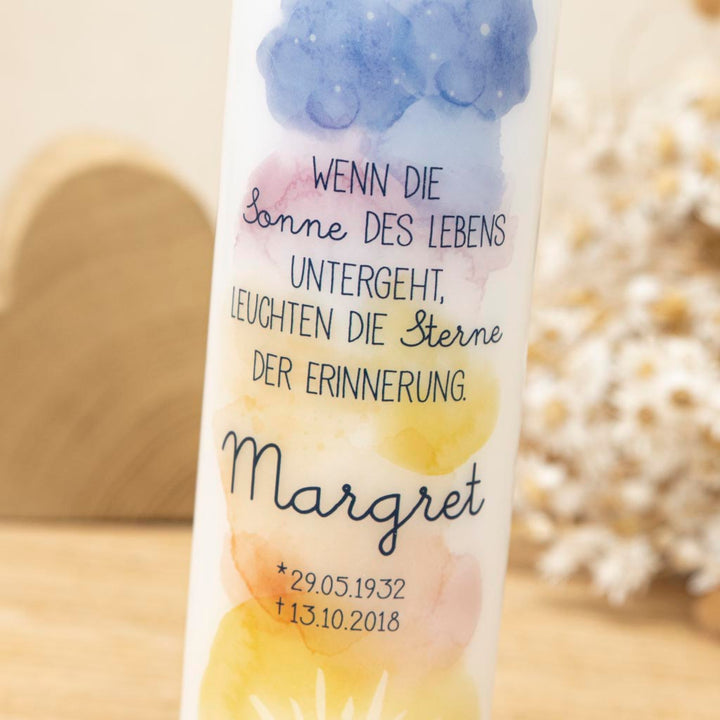 WENN DIE
Sonne DES LEBENS
UNTERGEHT,
LEUCHTEN DIE Sterne
DER ERINNERUNG.
Margret
*29.05.1932
†13.10.2018